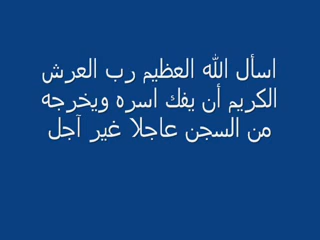 اسأل الله العظيم رب العرش
الكريم أن يفك اسره ويخرجه
من السجن عاجلا غير آجل